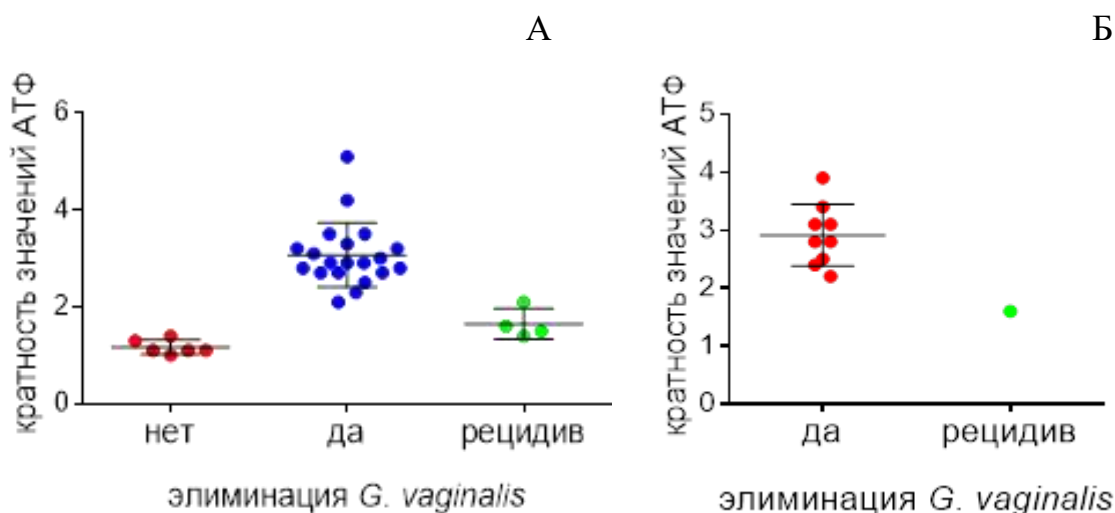 А
кратность значений АТФ
6
4
2
0
нет да рецидив
элиминация G. vaginalis
Б
кратность значений АТФ
5
4
3
2
1
0
да рецидив
элиминация G. vaginalis